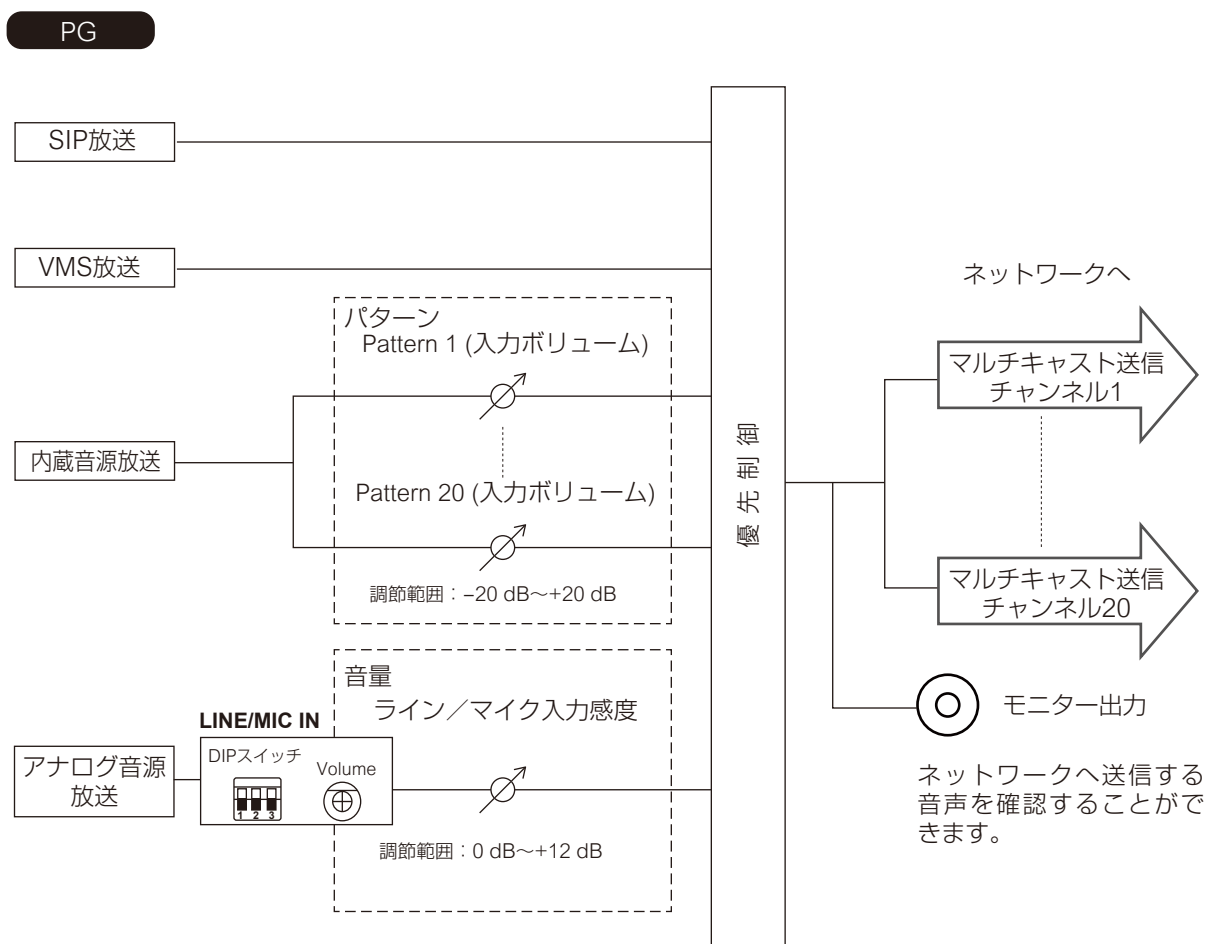 PG
SIP放送
VMS放送
パターン
Pattern 1 (入力ボリューム)
内蔵音源放送
Pattern 20 (入力ボリューム)
調節範囲：−20 dB〜+20 dB
音量
ライン／マイク入力感度
LINE/MIC IN
アナログ音源
放送
DIPスイッチ
1 2 3
Volume
調節範囲：0 dB〜+12 dB
優先制御
ネットワークへ
マルチキャスト送信
チャンネル1
マルチキャスト送信
チャンネル20
モニター出力
ネットワークへ送信する
音声を確認することがで
きます。